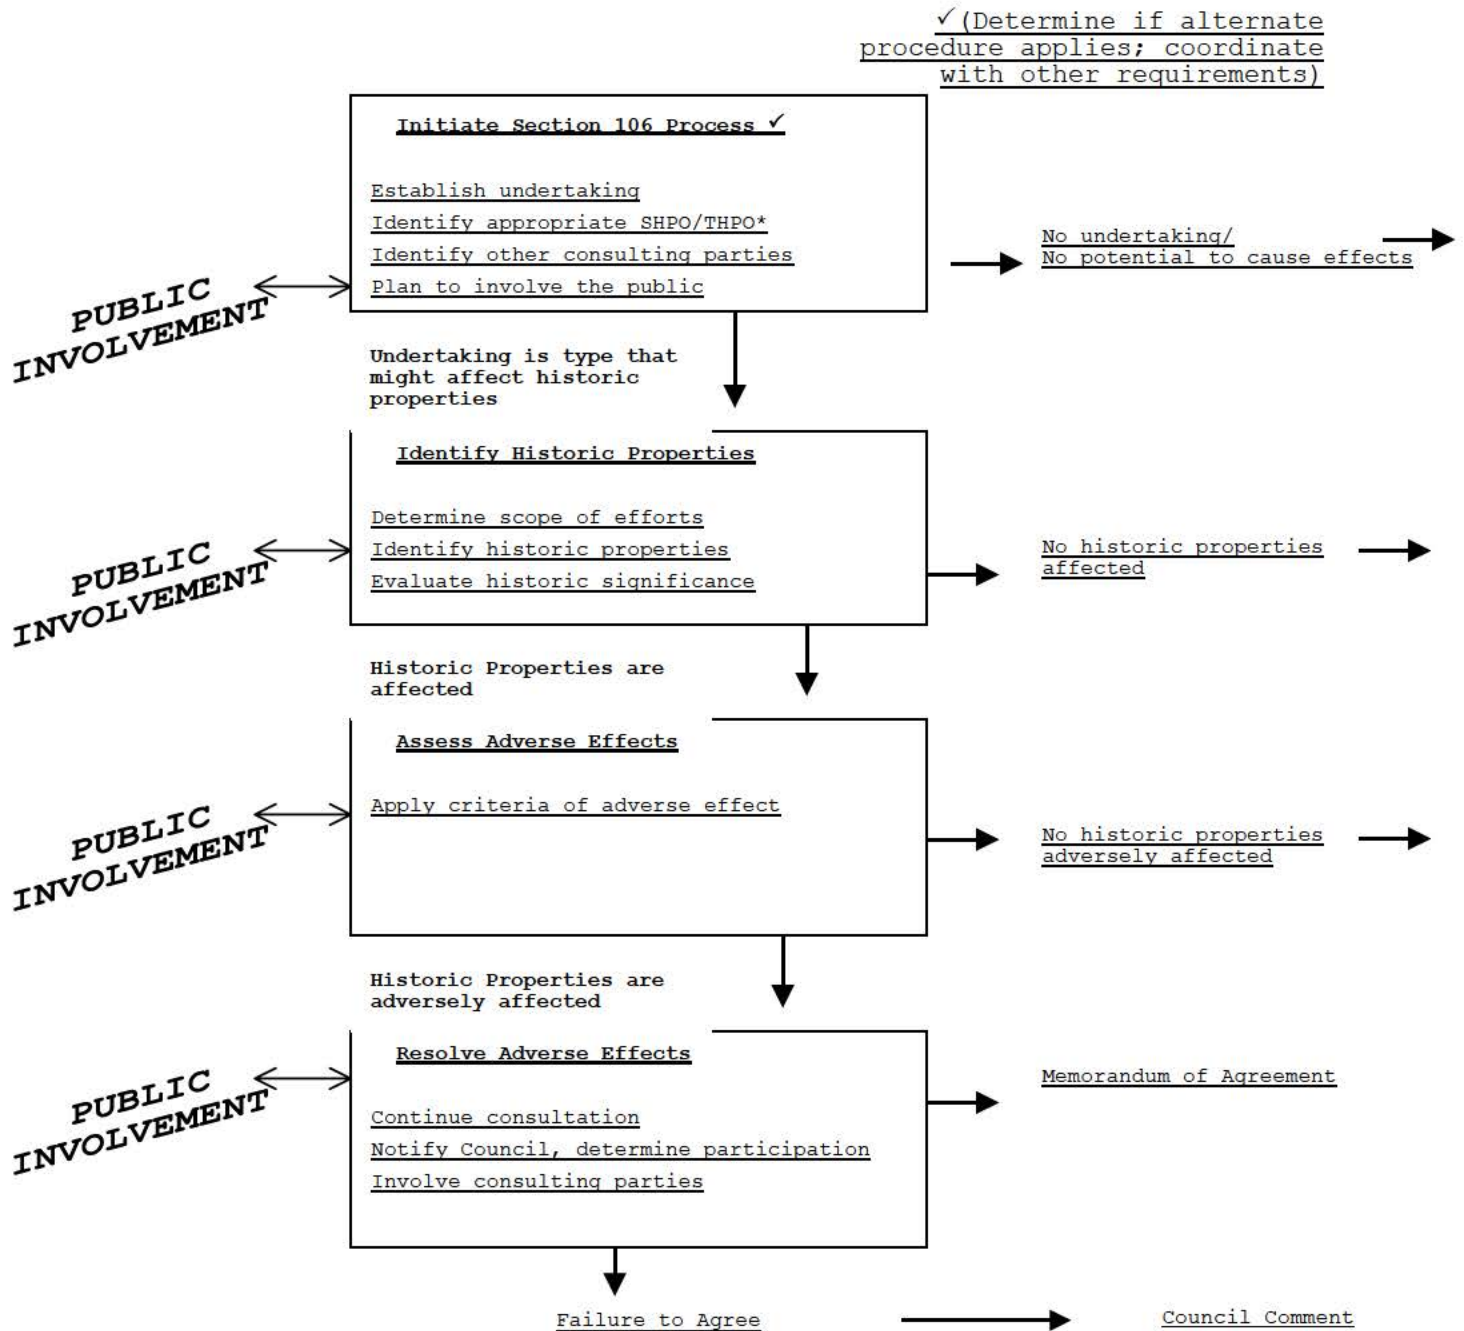 ✓(Determine if alternate
procedure applies; coordinate
with other requirements)
Initiate Section 106 Process ✓
Establish undertaking
Identify appropriate SHPO/THPO*
Identify other consulting parties
Plan to involve the public
No undertaking/
No potential to cause effects
PUBLIC
INVOLVEMENT
Undertaking is type that
might affect historic
properties
Identify Historic Properties
Determine scope of efforts
Identify historic properties
Evaluate historic significance
No historic properties
affected
PUBLIC
INVOLVEMENT
Historic Properties are
affected
Assess Adverse Effects
Apply criteria of adverse effect
No historic properties
adversely affected
PUBLIC
INVOLVEMENT
Historic Properties are
adversely affected
Resolve Adverse Effects
Continue consultation
Notify Council, determine participation
Involve consulting parties
Memorandum of Agreement
PUBLIC
INVOLVEMENT
Failure to Agree
Council Comment